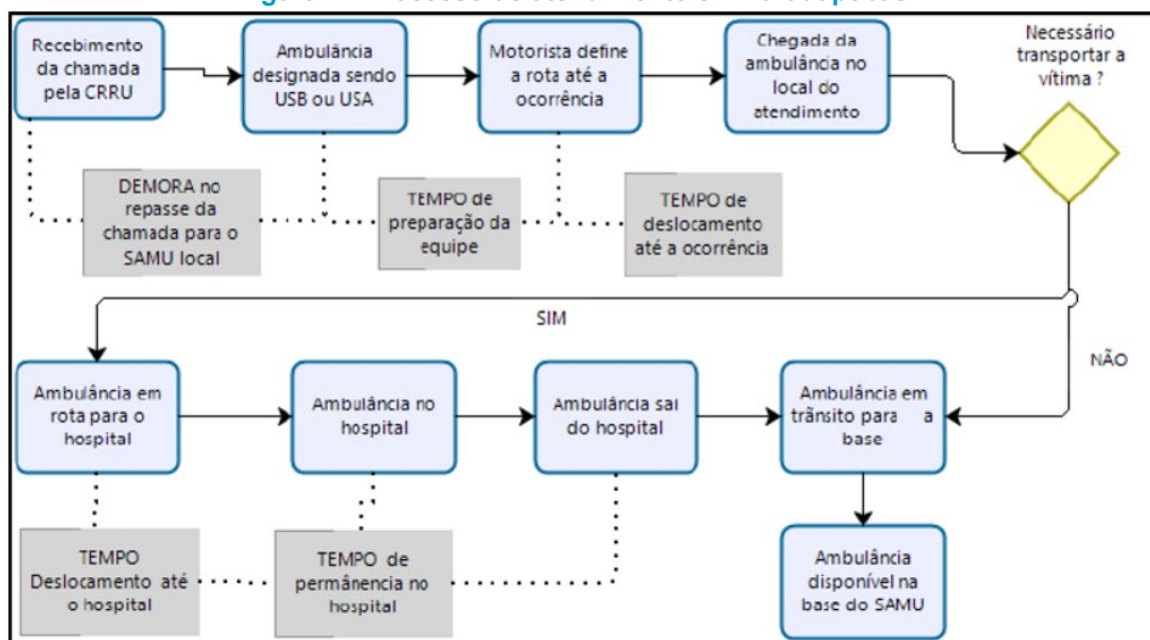 Recebimento
da chamada
pela CRRU
Ambulância
designada sendo
USB ou USA
Motorista define
a rota até a
ocorrência
Chegada da
ambulância no
local do
atendimento
Necessário
transportar a
vítima ?
DEMORA no
repasse da
chamada para o
SAMU local
TEMPO de
preparação da
equipe
TEMPO de
deslocamento
até a ocorrência
SIM
NÃO
Ambulância em
rota para o
hospital
Ambulância no
hospital
Ambulância sai
do hospital
Ambulância em
trânsito para a
base
TEMPO
Deslocamento até
o hospital
TEMPO de
permânencia no
hospital
Ambulância
disponível na
base do SAMU